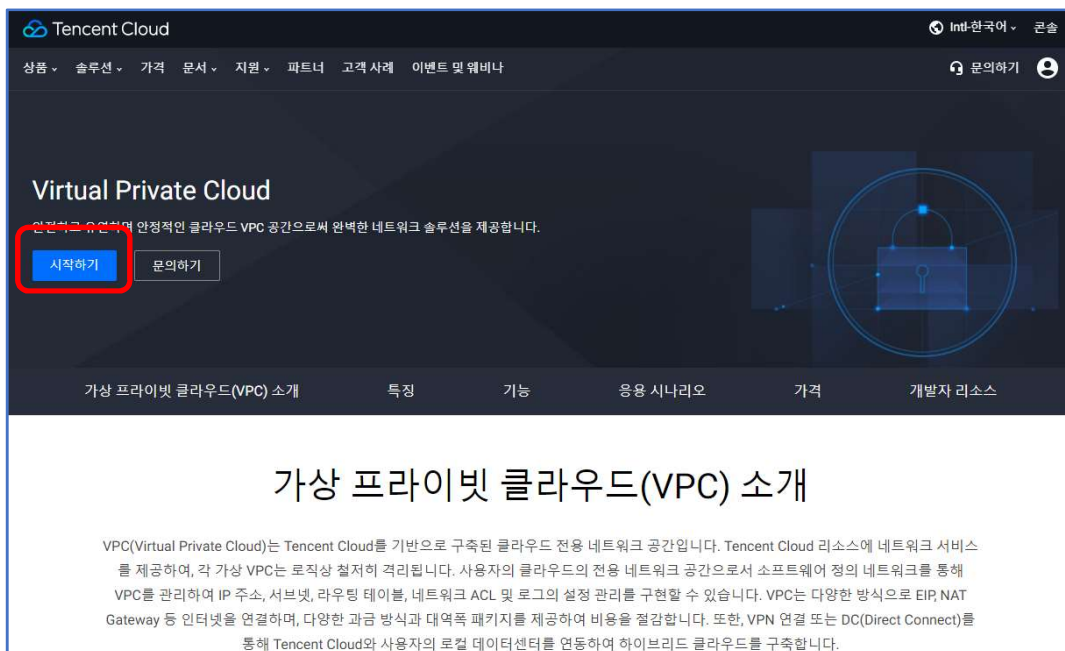 Tencent Cloud
Intl-한국어 콘솔
상품 솔루션 가격 문서 지원 파트너 고객 사례 이벤트 및 웨비나 문의하기
Virtual Private Cloud
안전하고 유연하며 안정적인 클라우드 VPC 공간으로써 완벽한 네트워크 솔루션을 제공합니다.
시작하기 문의하기
가상 프라이빗 클라우드(VPC) 소개 특징 기능 응용 시나리오 가격 개발자 리소스
가상 프라이빗 클라우드(VPC) 소개
VPC(Virtual Private Cloud)는 Tencent Cloud를 기반으로 구축된 클라우드 전용 네트워크 공간입니다. Tencent Cloud 리소스에 네트워크 서비스
를 제공하여, 각 가상 VPC는 로직상 철저히 격리됩니다. 사용자의 클라우드의 전용 네트워크 공간으로서 소프트웨어 정의 네트워크를 통해
VPC를 관리하여 IP 주소, 서브넷, 라우팅 테이블, 네트워크 ACL 및 로그의 설정 관리를 구현할 수 있습니다. VPC는 다양한 방식으로 EIP, NAT
Gateway 등 인터넷을 연결하며, 다양한 과금 방식과 대역폭 패키지를 제공하여 비용을 절감합니다. 또한, VPN 연결 또는 DC(Direct Connect)를
통해 Tencent Cloud와 사용자의 로컬 데이터센터를 연동하여 하이브리드 클라우드를 구축합니다.